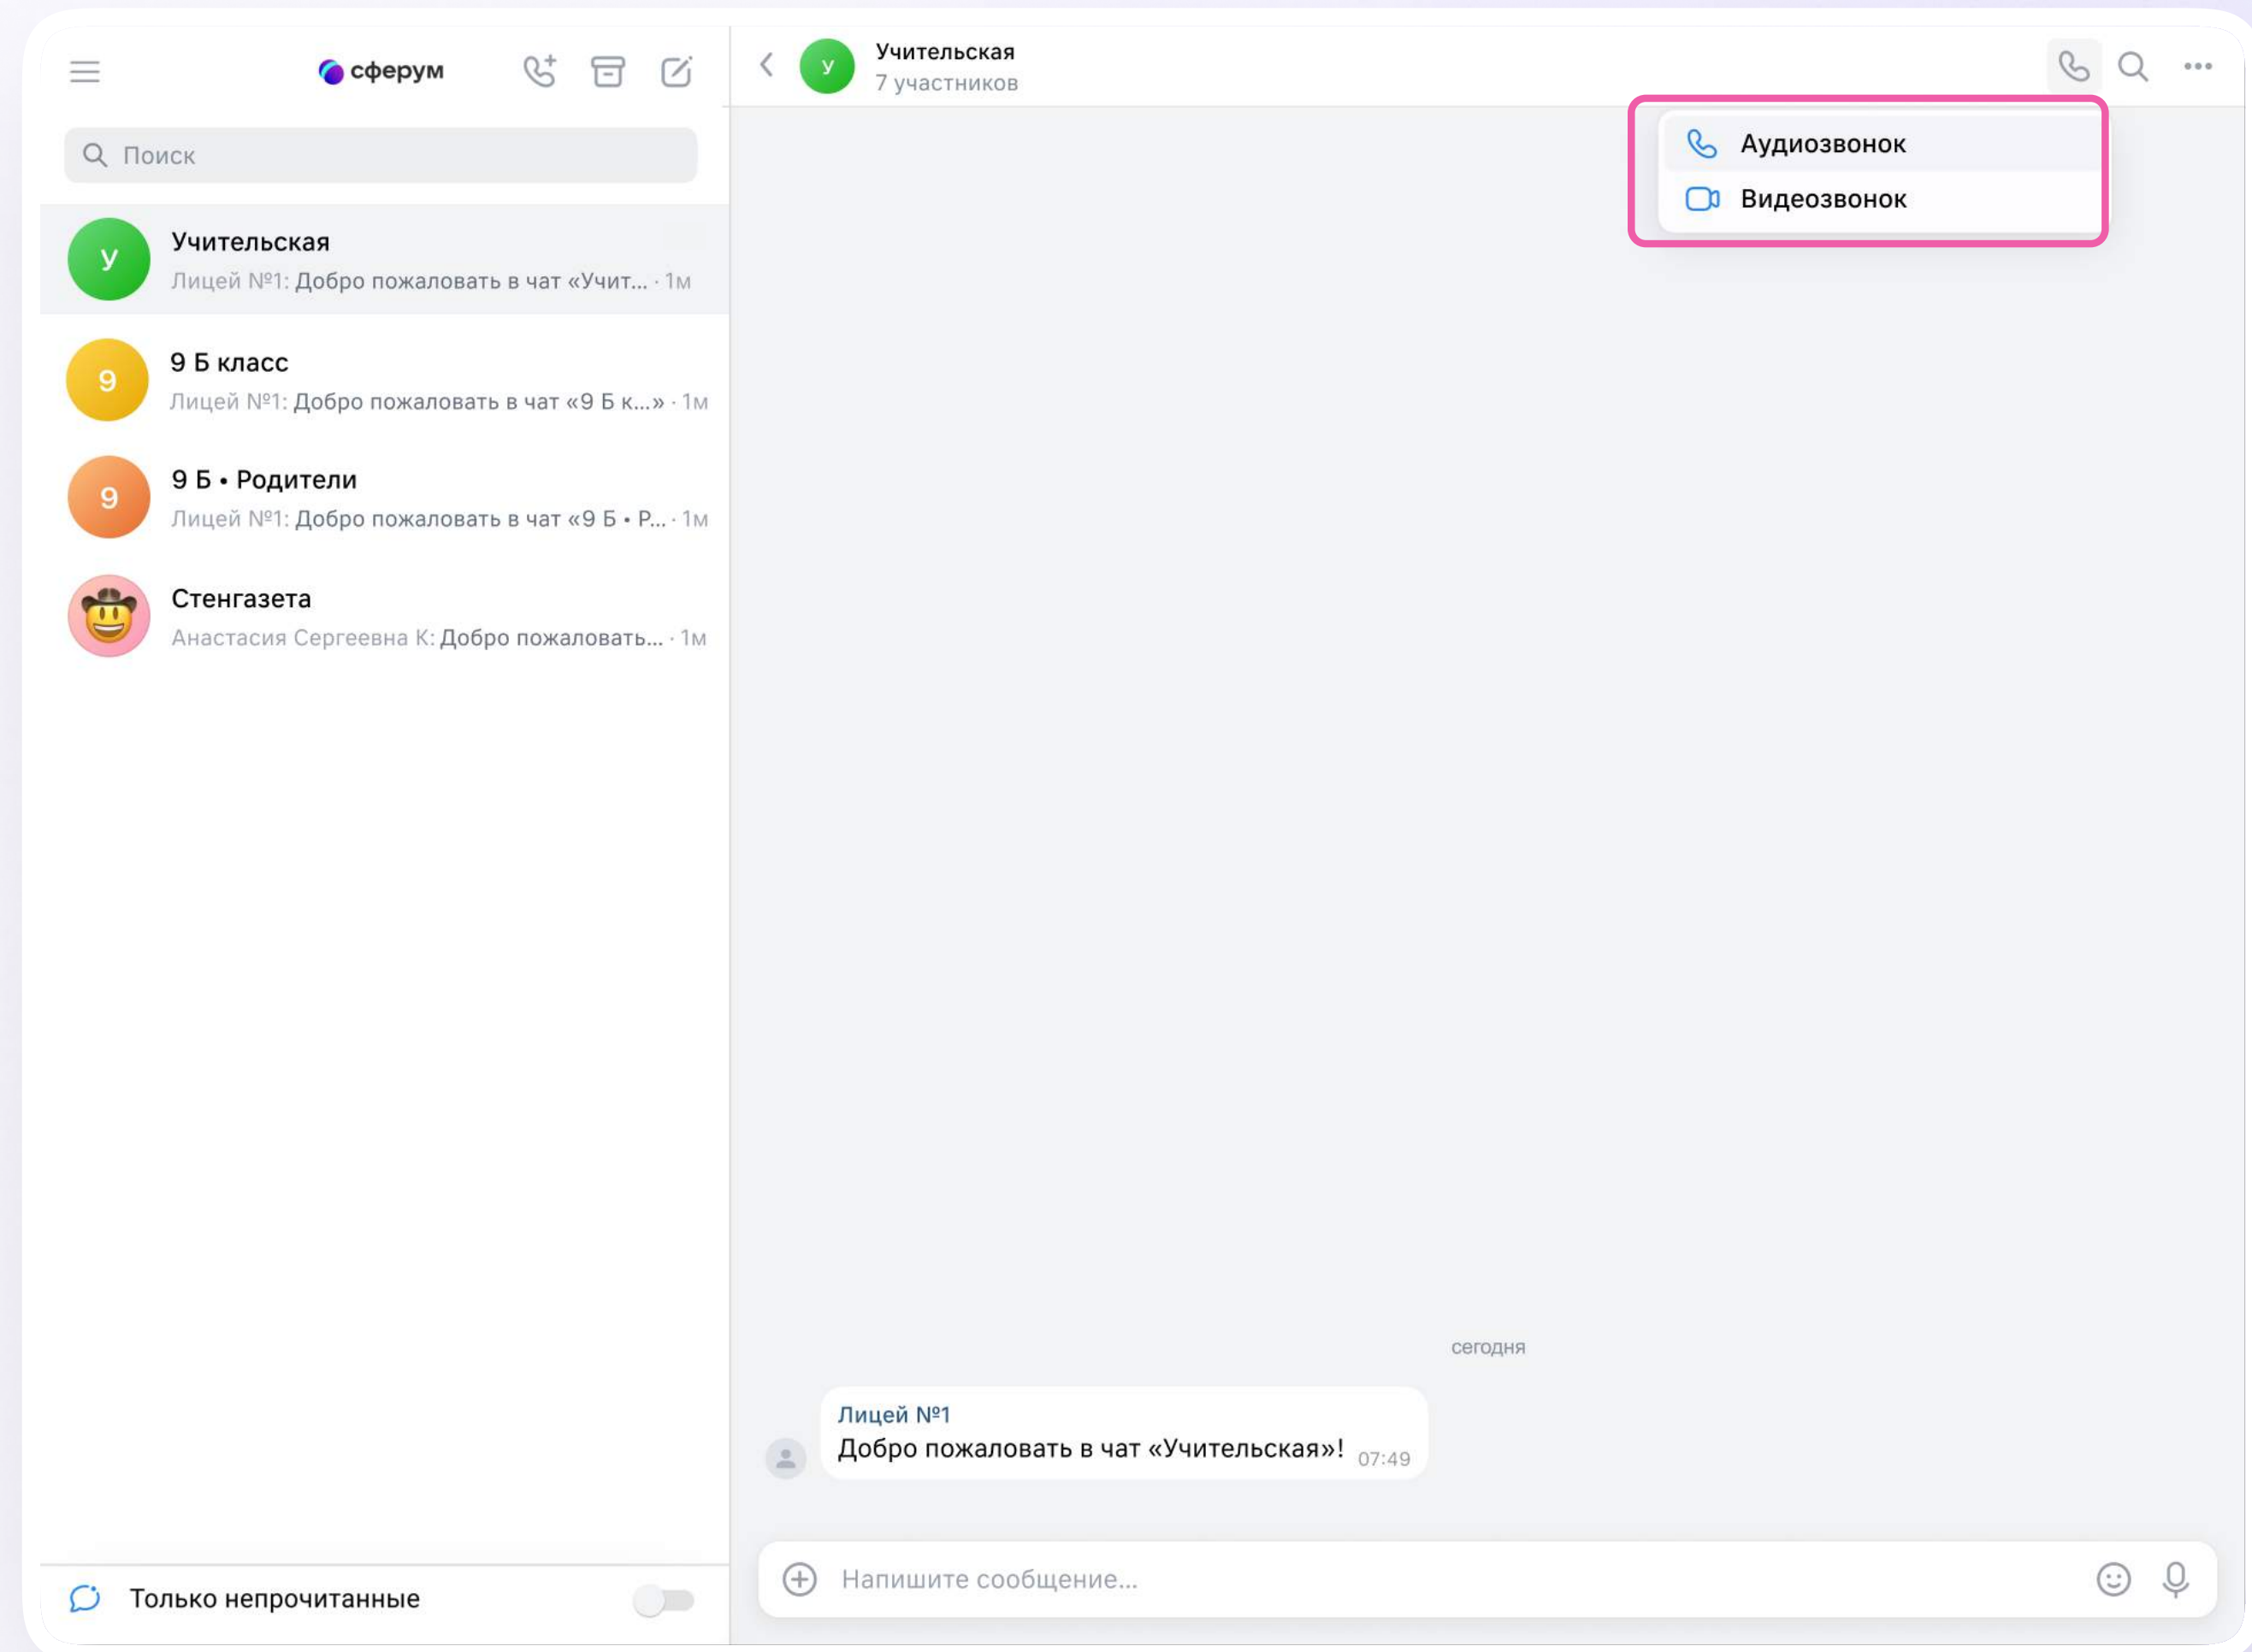 сферум
Поиск
У
Учительская
Лицей №1: Добро пожаловать в чат «Учит... · 1м
9
9 Б класс
Лицей №1: Добро пожаловать в чат «9 Б к...» · 1м
9
9 Б • Родители
Лицей №1: Добро пожаловать в чат «9 Б • Р... · 1м
Стенгазета
Анастасия Сергеевна К: Добро пожаловать... · 1м
Только непрочитанные
У
Учительская
7 участников
Аудиозвонок
Видеозвонок
сегодня
Лицей №1
Добро пожаловать в чат «Учительская»! 07:49
Напишите сообщение...